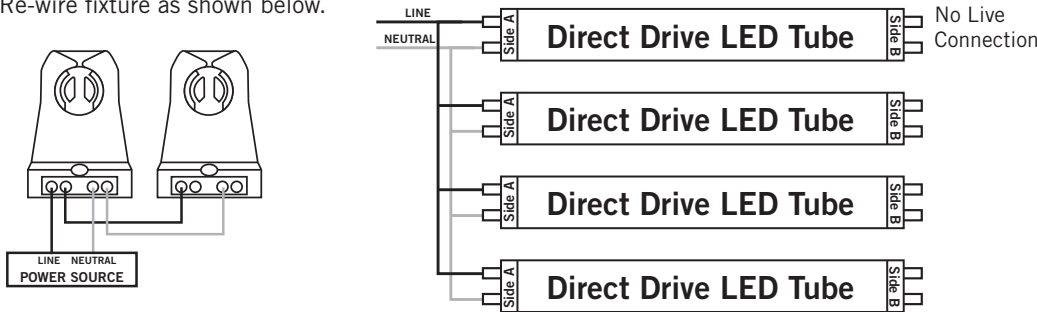 Re-wire fixture as shown below.
LINE NEUTRAL
POWER SOURCE
LINE
NEUTRAL
Side A
Direct Drive LED Tube
Side B
No Live
Connection
Side A
Direct Drive LED Tube
Side B
Side A
Direct Drive LED Tube
Side B
Side A
Direct Drive LED Tube
Side B